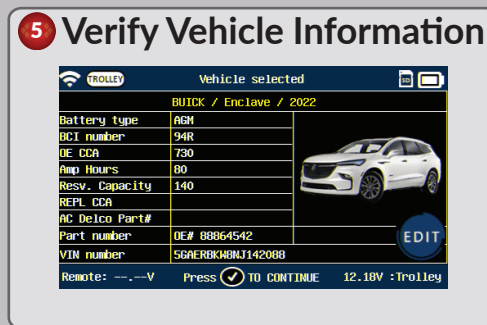 5 Verify Vehicle Information
TROLLEY Vehicle selected SD
BUICK / Enclave / 2022
Battery type AGM
BCI number 94R
OE CCA 730
Amp Hours 80
Resv. Capacity 140
REPL CCA
AC Delco Part#
Part number OE# 88864542
EDIT
VIN number 5GAERBKW8NJ142088
Remote: --.--V Press TO CONTINUE 12.18V :Trolley